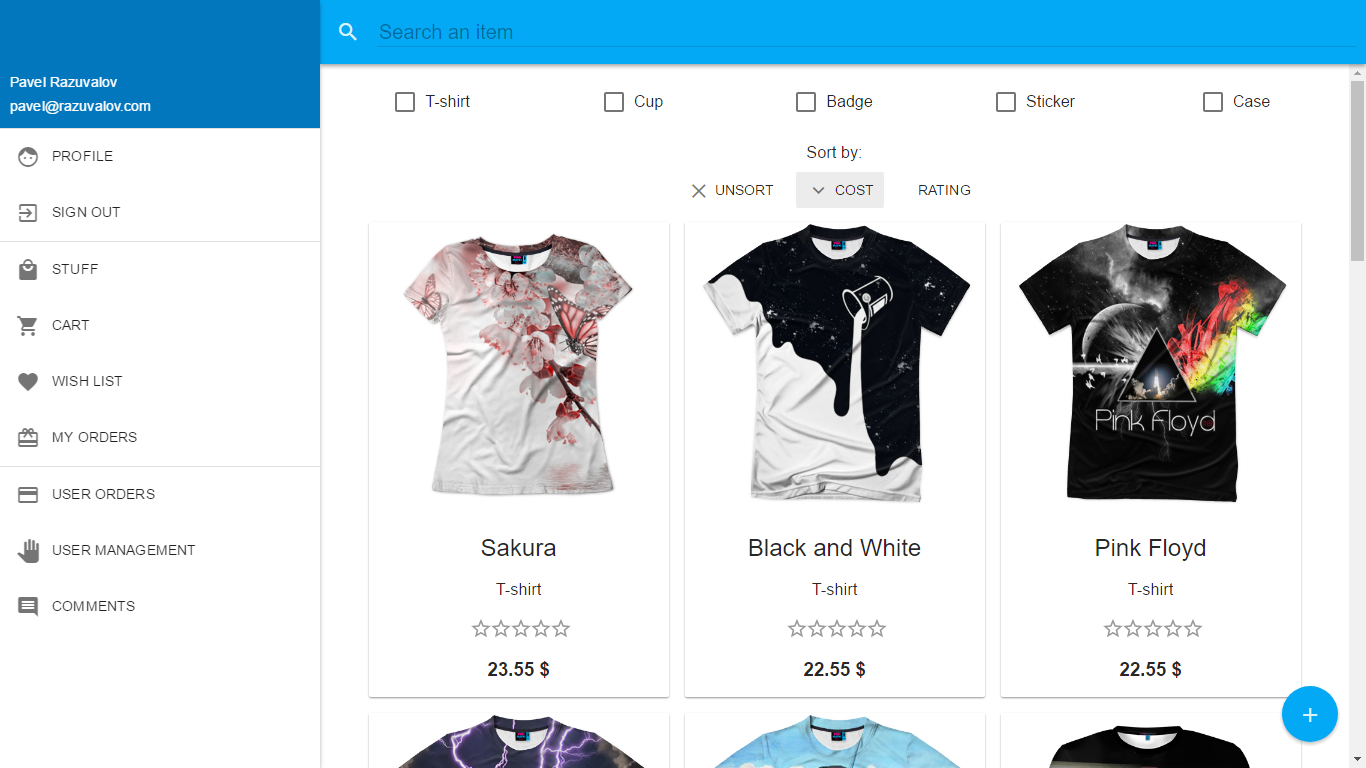 Search an item
Pavel Razuvalov
pavel@razuvalov.com
PROFILE
SIGN OUT
STUFF
CART
WISH LIST
MY ORDERS
USER ORDERS
USER MANAGEMENT
COMMENTS
T-shirt Cup Badge Sticker Case
Sort by:
UNSORT COST RATING
Pink Floyd
Sakura Black and White Pink Floyd
T-shirt T-shirt T-shirt
23.55 $ 22.55 $ 22.55 $